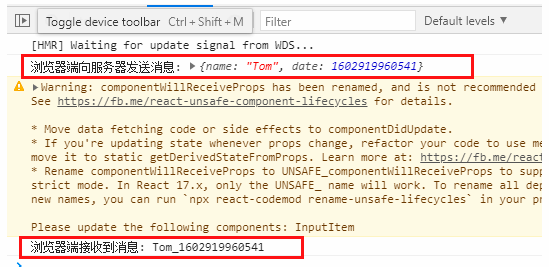 Toggle device toolbar Ctrl + Shift + M Filter Default levels ▼
[HMR] Waiting for update signal from WDS...
浏览器端向服务器发送消息: ▶ {name: "Tom", date: 1602919960541}
▶ Warning: componentWillReceiveProps has been renamed, and is not recommended
See https://fb.me/react-unsafe-component-lifecycles for details.
* Move data fetching code or side effects to componentDidUpdate.
* If you're updating state whenever props change, refactor your code to use
move it to static getDerivedStateFromProps. Learn more at: https://fb.me/reac
* Rename componentWillReceiveProps to UNSAFE_componentWillReceiveProps to
strict mode. In React 17.x, only the UNSAFE_ name will work. To rename all
new names, you can run `npx react-codemod rename-unsafe-lifecycles` in your
Please update the following components: InputItem
浏览器端接收到消息: Tom_1602919960541